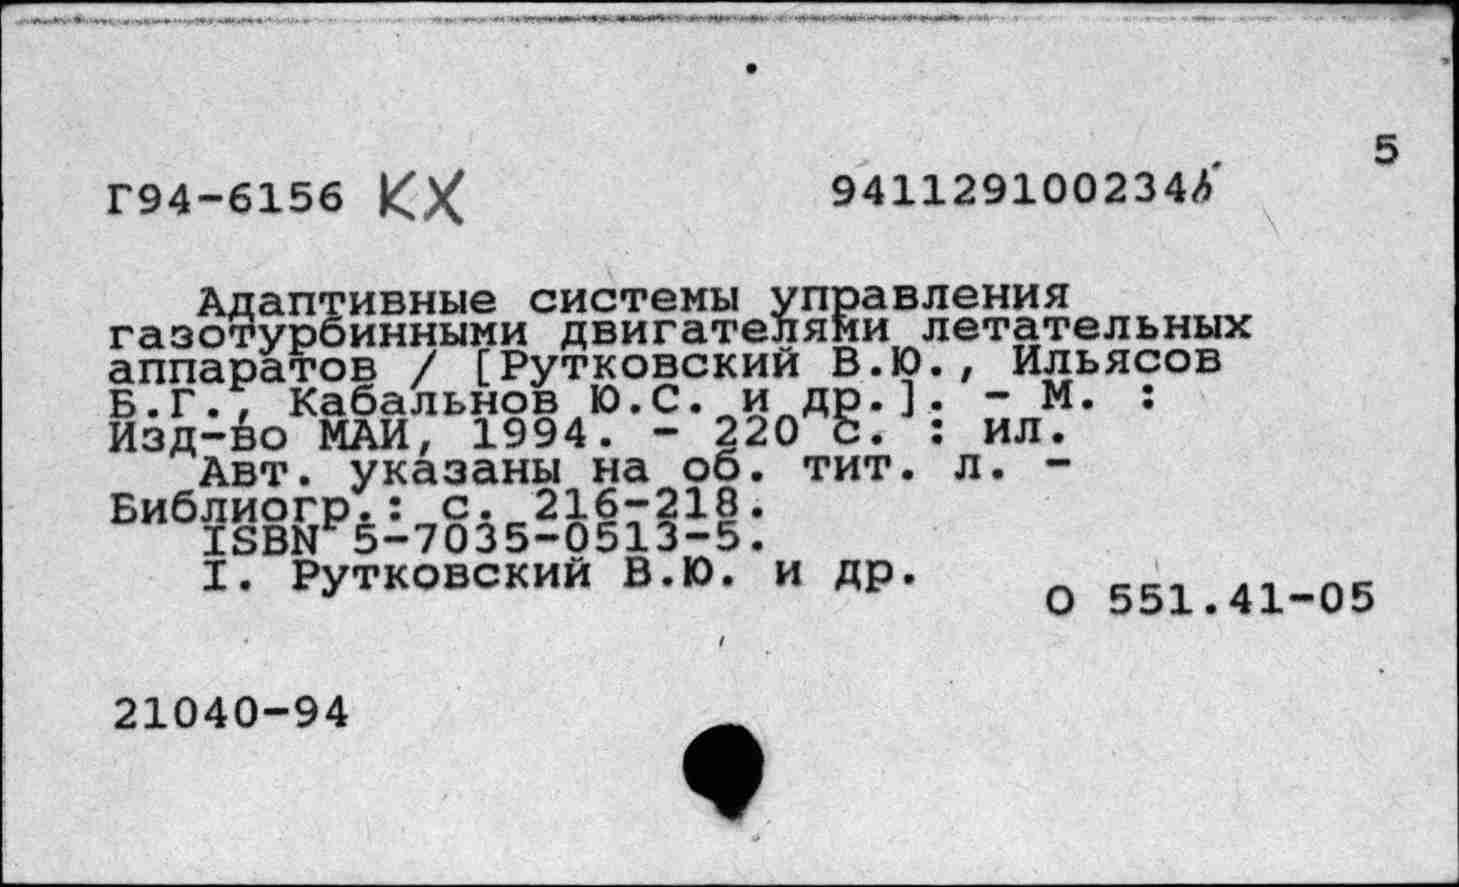 5
Г94-6156 КХ 941129100234
Адаптивные системы управления
газотурбинными двигателями летательных
аппаратов / [Рутковский В.Ю., Ильясов
Б.Г., Кабальнов Ю.С. и др.]. - М. :
Изд-во МАИ, 1994. - 220 с. : ил.
Авт. указаны на об. тит. л. -
Библиогр.: с. 216-218.
ISBN 5-7035-0513-5.
I. Рутковский В.Ю. и др.
О 551.41-05
21040-94